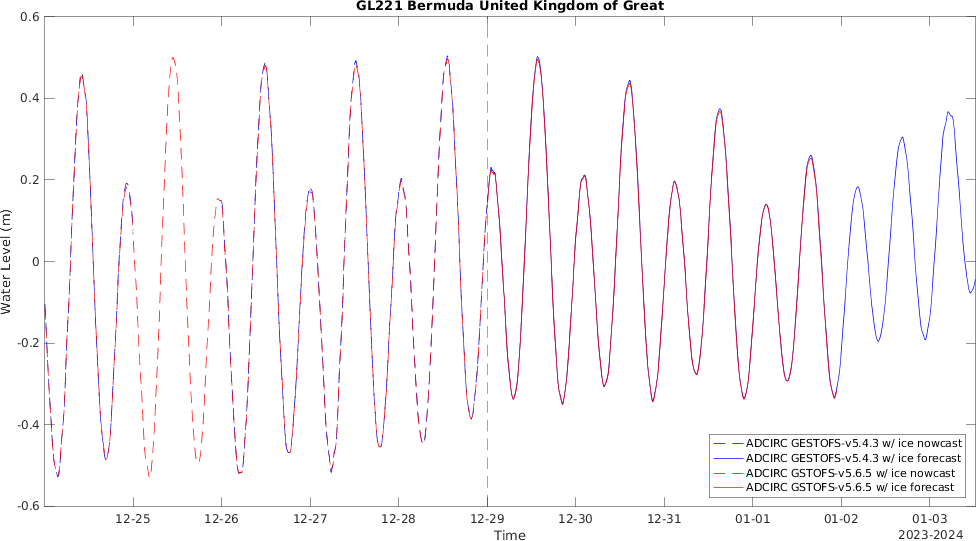 GL221 Bermuda United Kingdom of Great
0.6
0.4
0.2
0
-0.2
-0.4
-0.6
Water Level (m)
12-25 12-26 12-27 12-28 12-29 12-30 12-31 01-01 01-02 01-03
Time
2023-2024
ADCIRC GESTOFS-v5.4.3 w/ ice nowcast
ADCIRC GESTOFS-v5.4.3 w/ ice forecast
ADCIRC GSTOFS-v5.6.5 w/ ice nowcast
ADCIRC GSTOFS-v5.6.5 w/ ice forecast